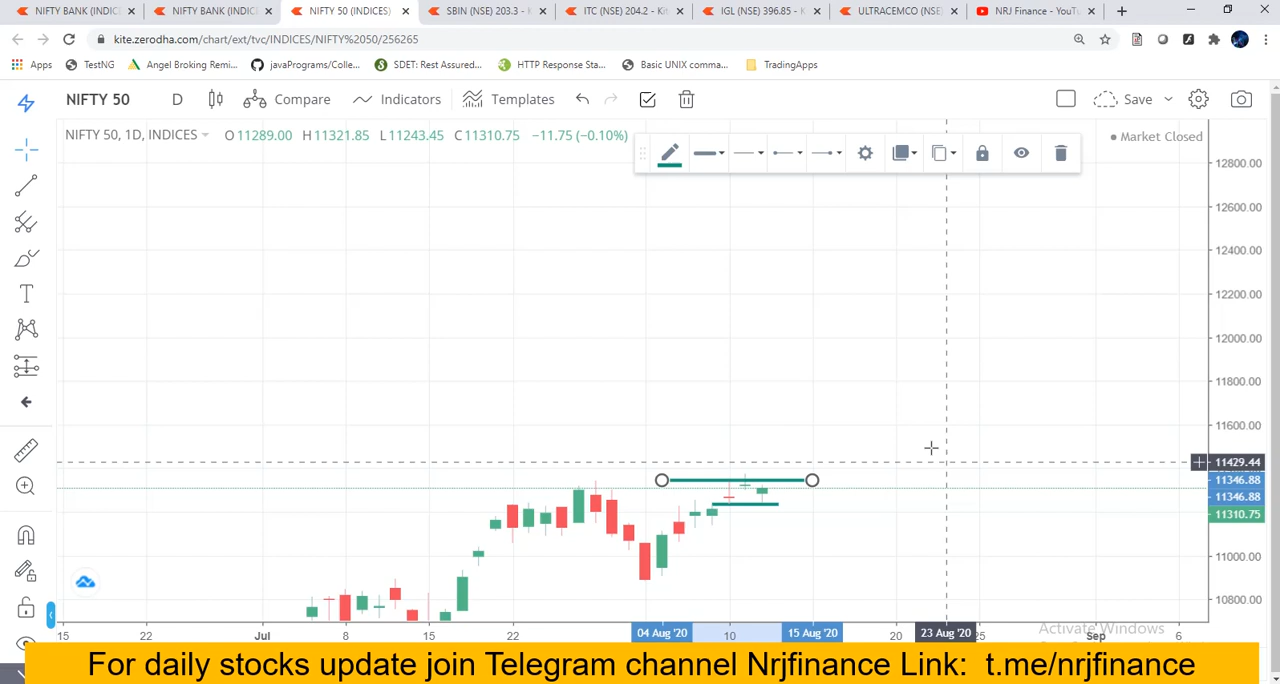 NIFTY BANK (INDIC
NIFTY BANK (INDIC
NIFTY 50 (INDICES)
SBIN (NSE) 203.3 - K
ITC (NSE) 204.2 - Kit
IGL (NSE) 396.85 - K
ULTRACEMCO (NSE
NRJ Finance - YouTu
kite.zerodha.com/chart/ext/tvc/INDICES/NIFTY%2050/256265
Apps
TestNG
Angel Broking Remi...
javaPrograms/Colle...
SDET: Rest Assured...
HTTP Response Sta...
Basic UNIX comma...
TradingApps
NIFTY 50
D
Compare
Indicators
Templates
Save
NIFTY 50, 1D, INDICES
O 11289.00 H 11321.85 L 11243.45 C 11310.75 −11.75 (−0.10%)
Market Closed
12800.00
12600.00
12400.00
12200.00
12000.00
11800.00
11600.00
11429.44
11346.88
11346.88
11310.75
11000.00
10800.00
15 22 Jul 8 15 22 04 Aug '20 10 15 Aug '20 20 23 Aug '20 25 Sep 6
Activate Windows
For daily stocks update join Telegram channel Nrjfinance Link: t.me/nrjfinance